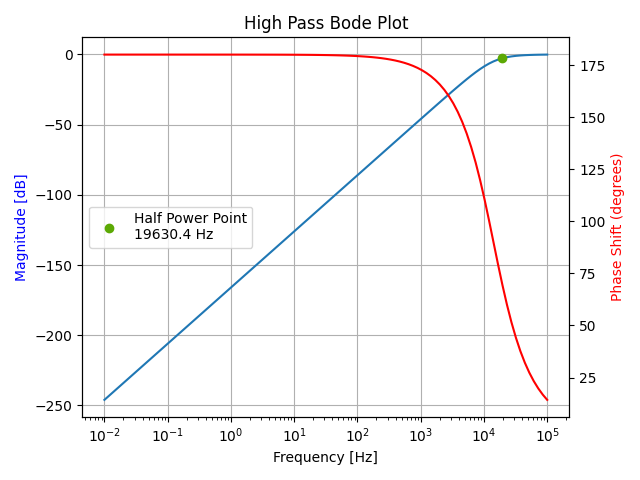 High Pass Bode Plot
Magnitude [dB]
0
−50
−100
−150
−200
−250
Half Power Point
19630.4 Hz
175
150
125
100
75
50
25
Phase Shift (degrees)
10⁻² 10⁻¹ 10⁰ 10¹ 10² 10³ 10⁴ 10⁵
Frequency [Hz]